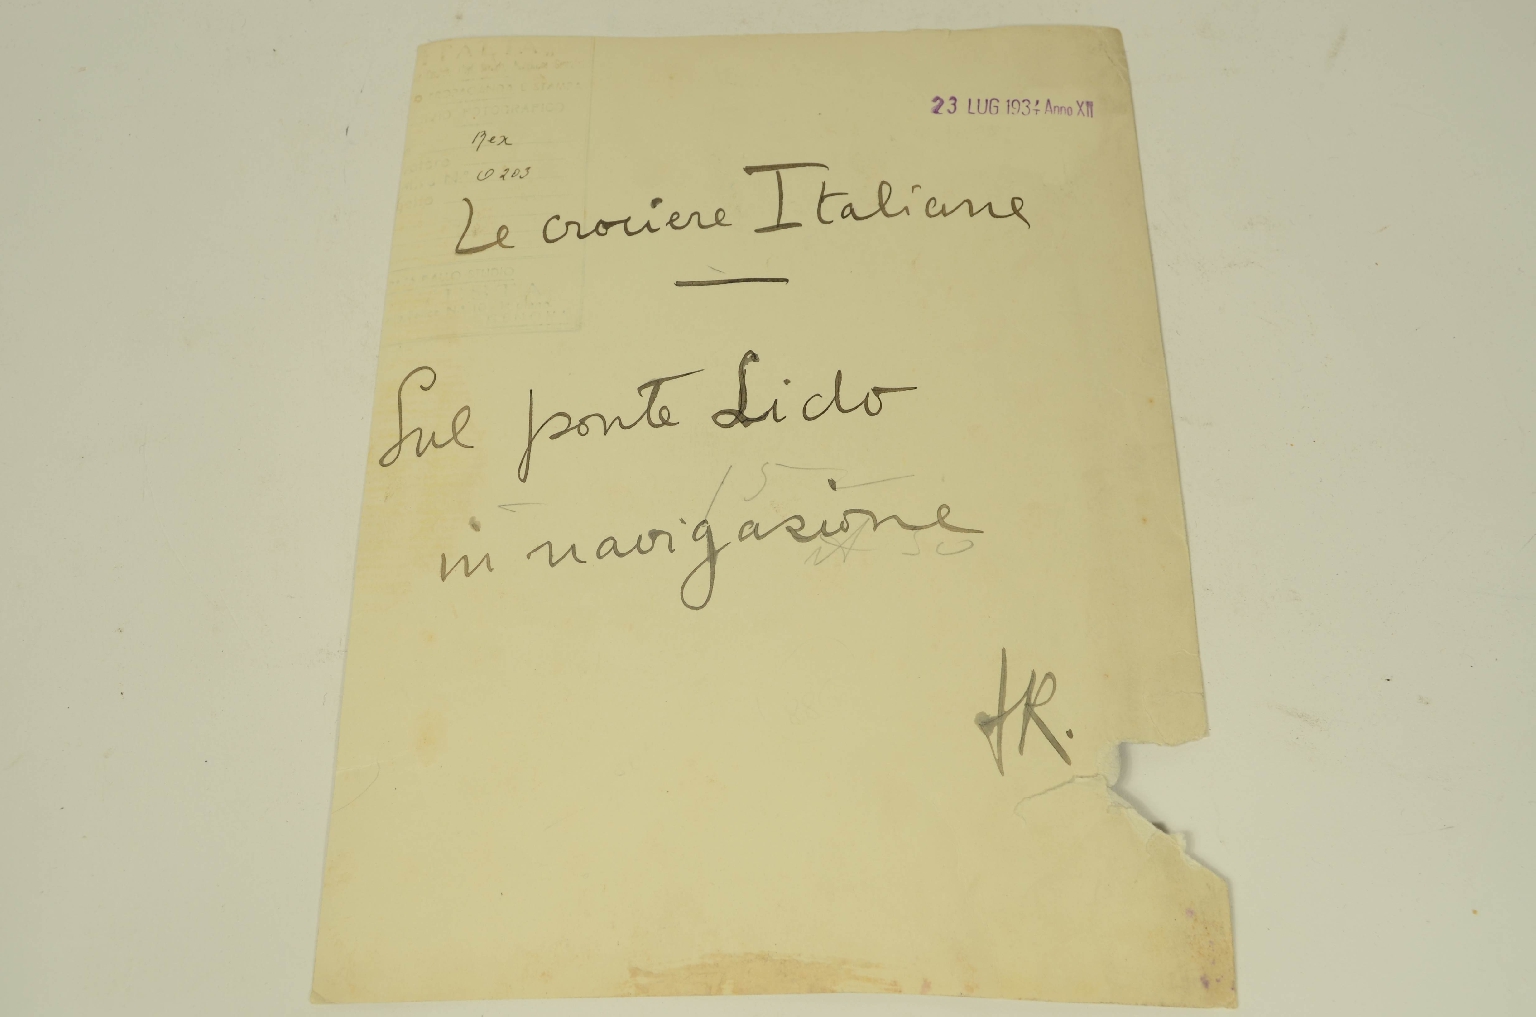 23 LUG 1934 Anno XII
Rex
Le crociere Italiane
Sul ponte Lido
in navigazione